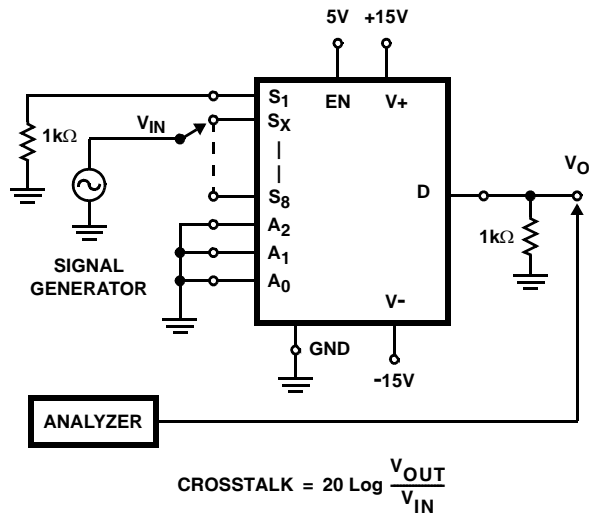 5V +15V
S1
EN V+
SX
VIN
1kΩ
|
|
S8
D
VO
A2
A1
A0
1kΩ
SIGNAL
GENERATOR
V-
GND
-15V
ANALYZER
CROSSTALK = 20 Log VOUT
VIN